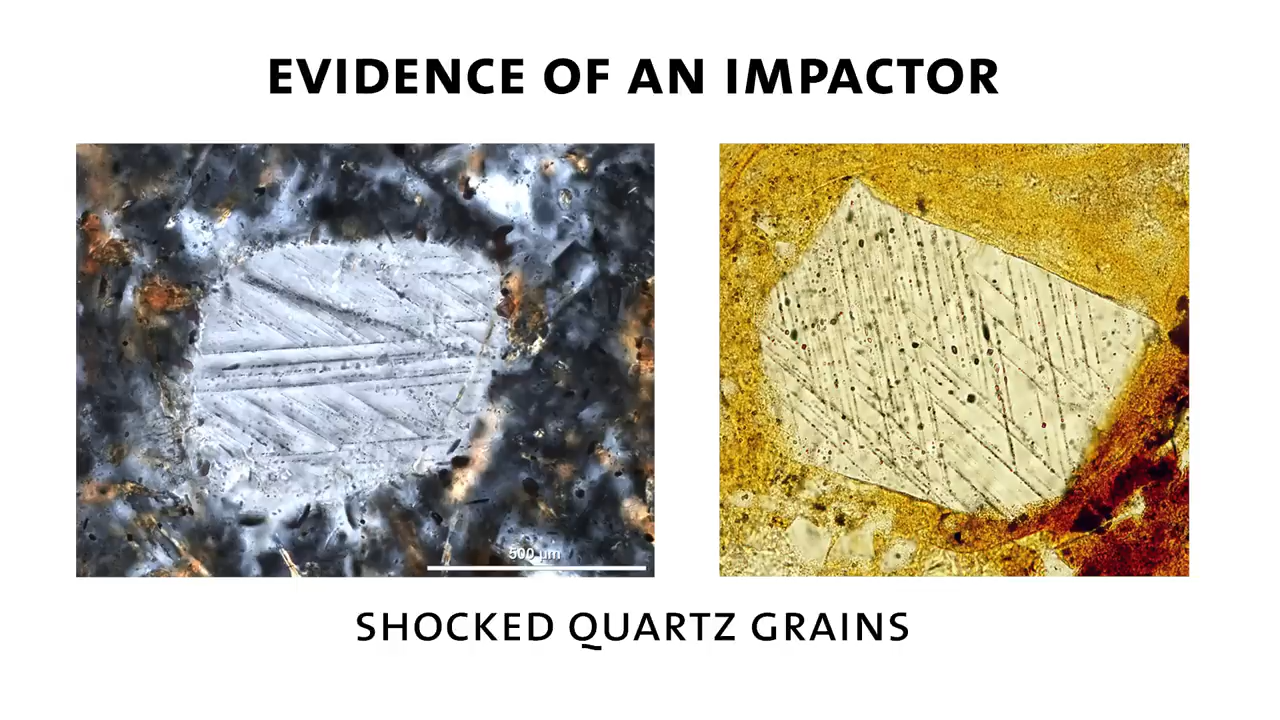 EVIDENCE OF AN IMPACTOR
500 µm
SHOCKED QUARTZ GRAINS